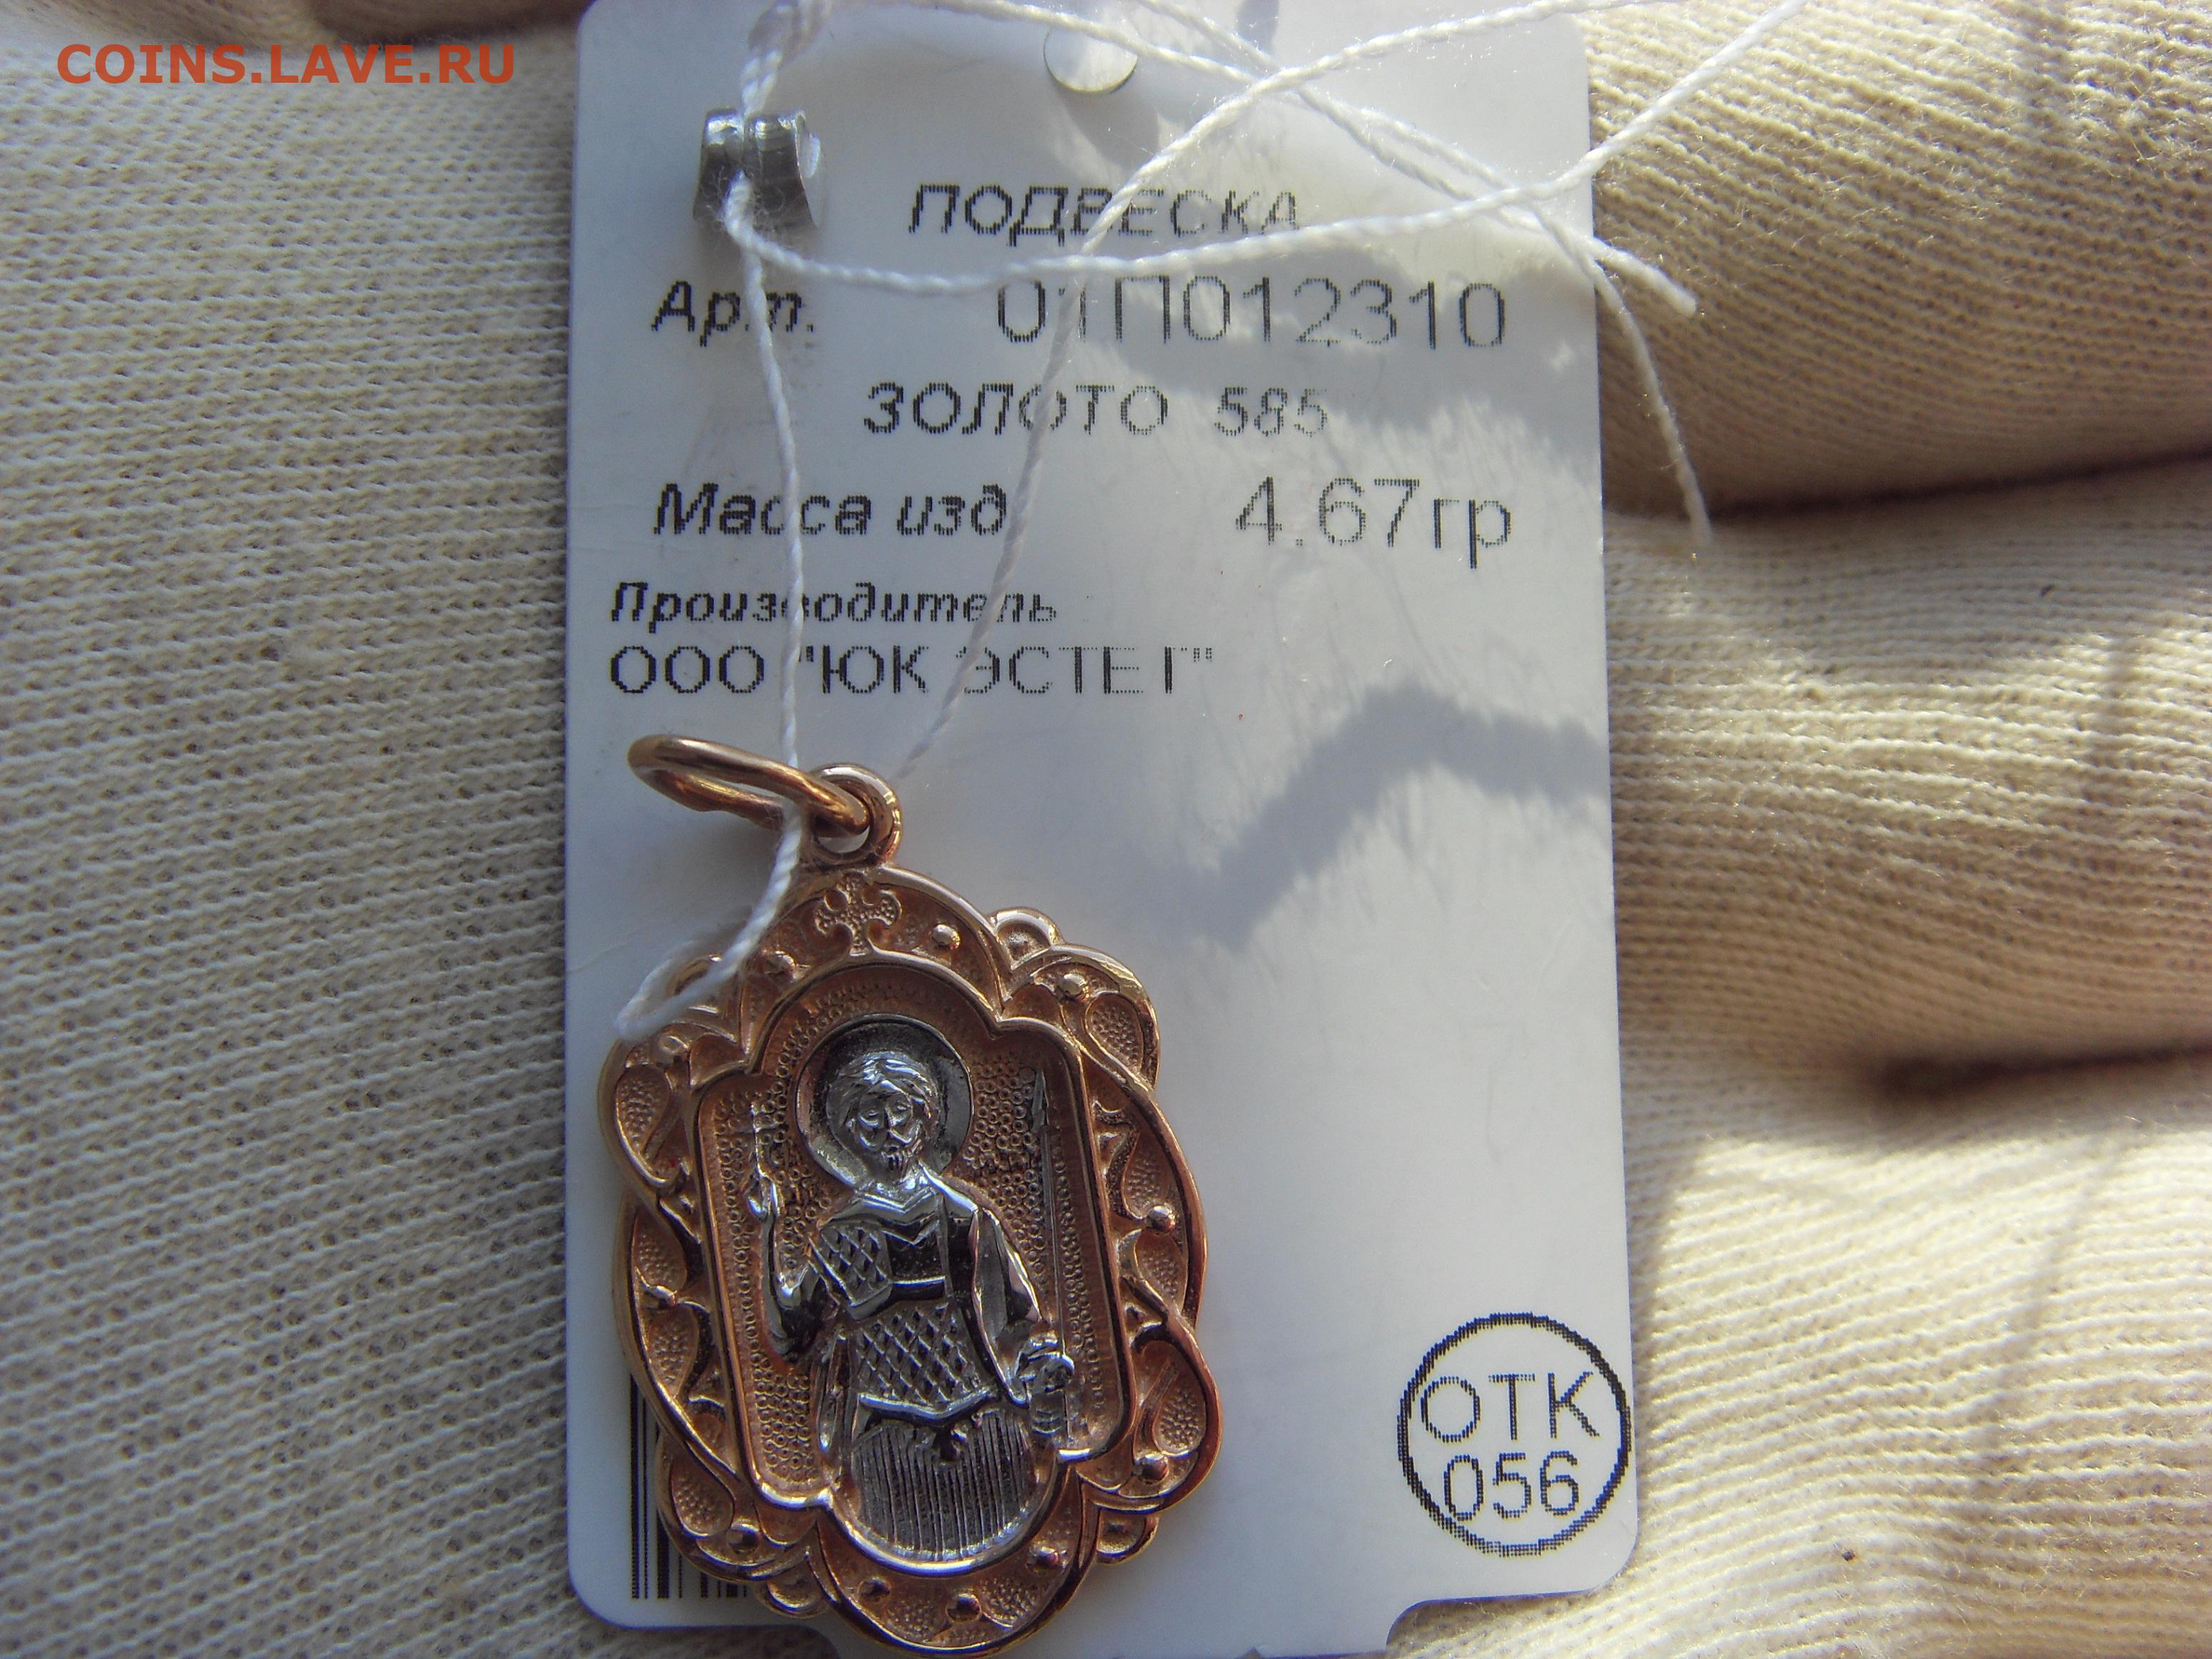 COINS.LAVE.RU
ПОДВЕСКА
Арт. 01П012310
ЗОЛОТО 585
Масса изд 4.67гр
Производитель
ООО "ЮК ЭСТЕТ"
ОТК
056